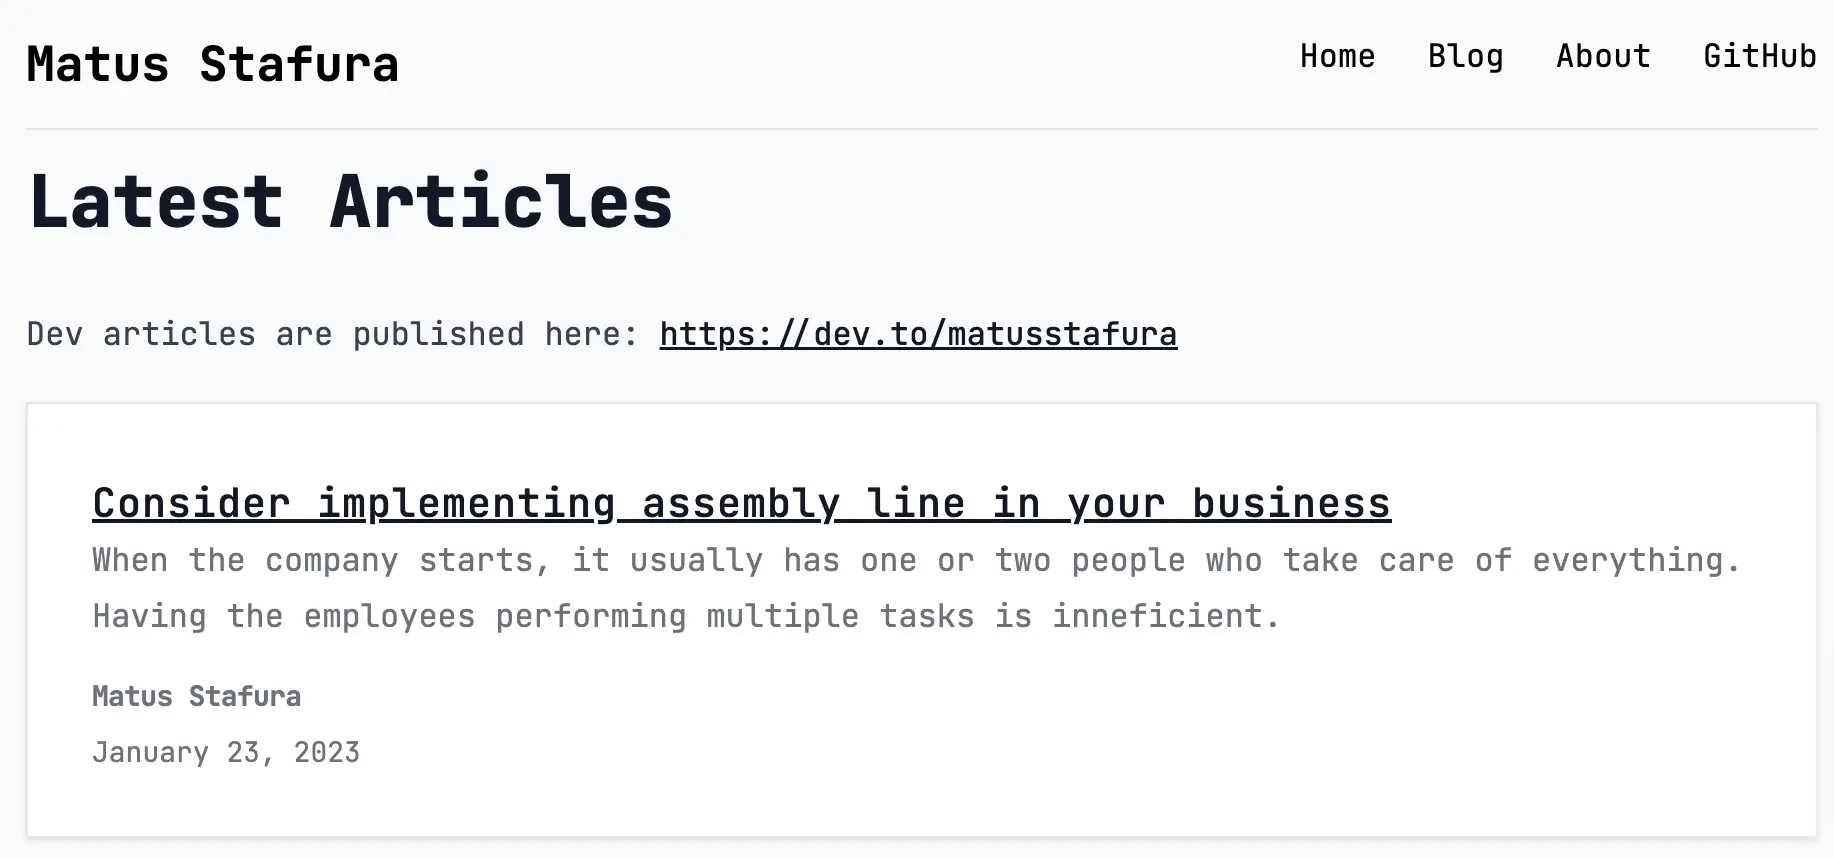 Matus Stafura
Home Blog About GitHub
Latest Articles
Dev articles are published here: https://dev.to/matusstafura
Consider implementing assembly line in your business
When the company starts, it usually has one or two people who take care of everything.
Having the employees performing multiple tasks is inneficient.
Matus Stafura
January 23, 2023